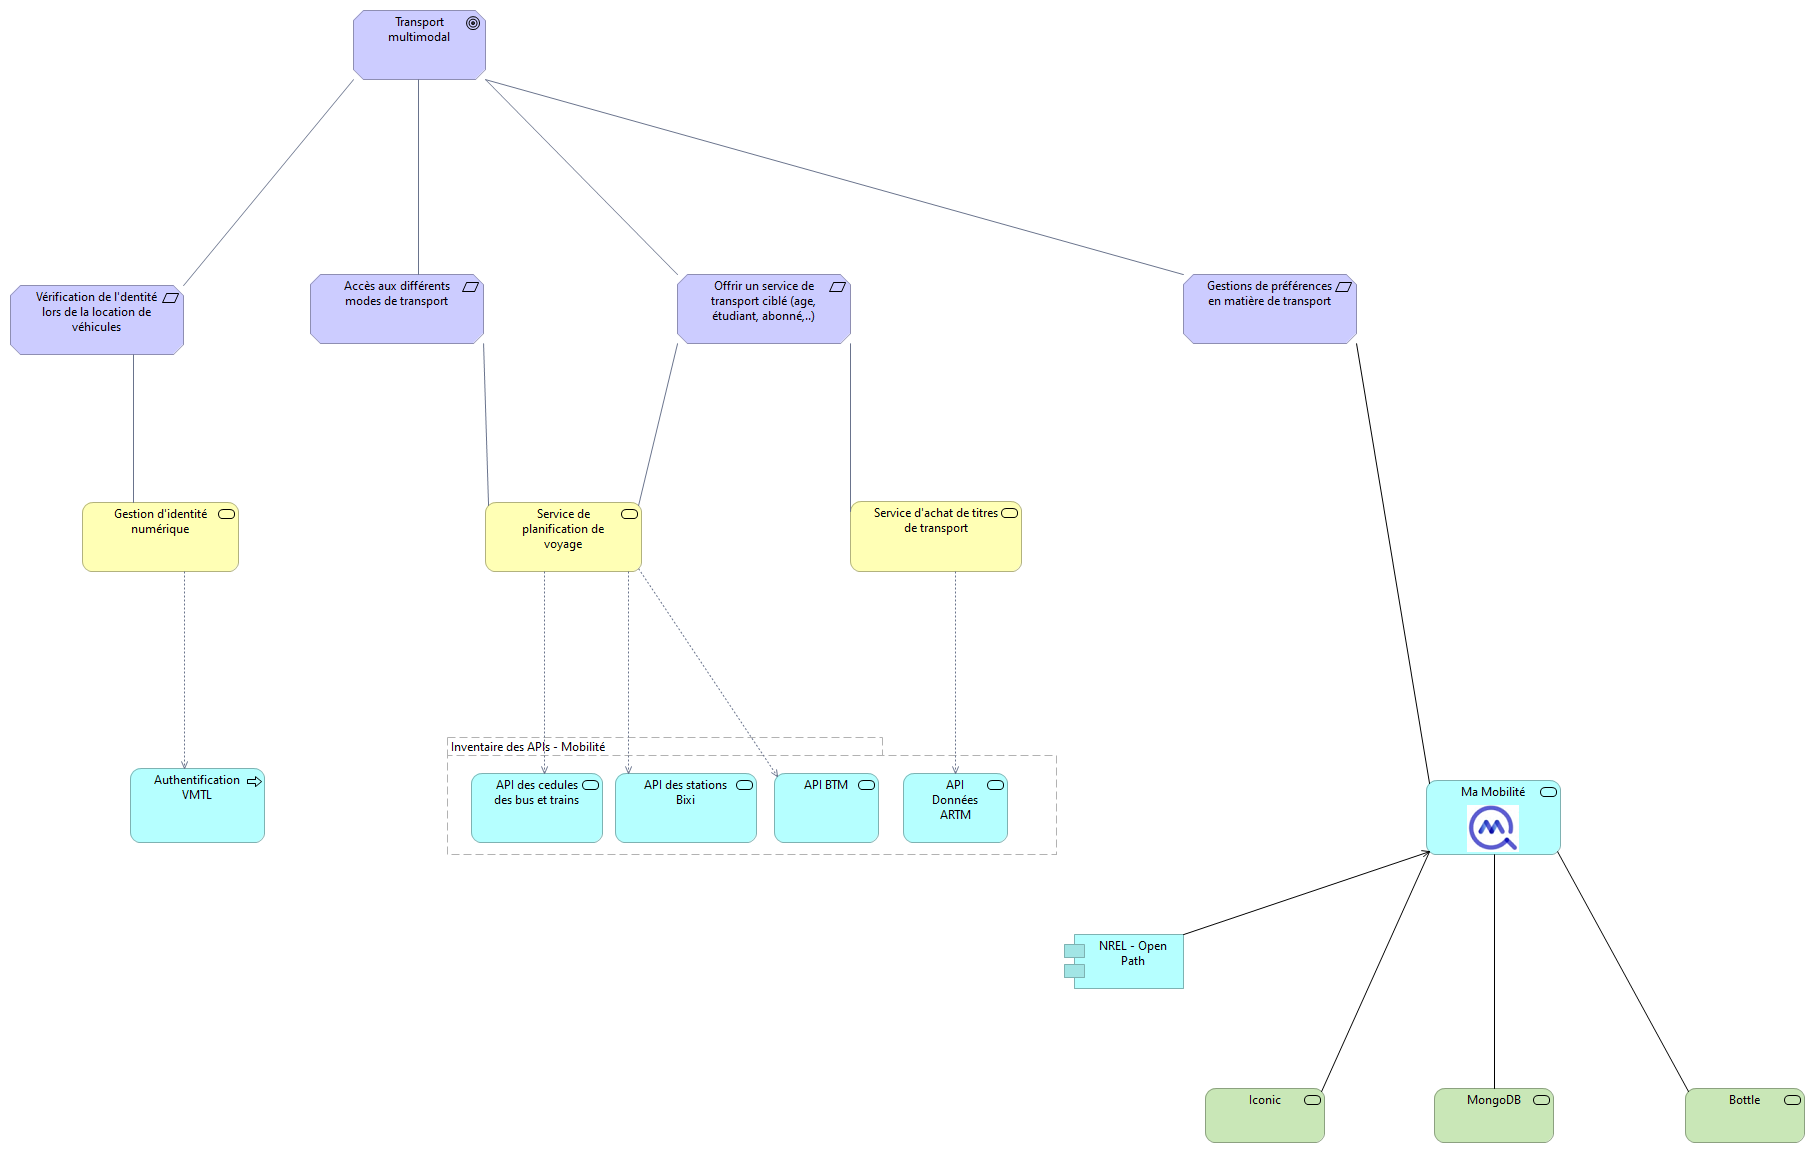 Transport
multimodal
Vérification de l'dentité
lors de la location de
véhicules
Accès aux différents
modes de transport
Offrir un service de
transport ciblé (age,
étudiant, abonné,..)
Gestions de préférences
en matière de transport
Gestion d'identité
numérique
Service de
planification de
voyage
Service d'achat de titres
de transport
Inventaire des APIs - Mobilité
Authentification
VMTL
API des cedules
des bus et trains
API des stations
Bixi
API BTM
API
Données
ARTM
Ma Mobilité
NREL - Open
Path
Iconic
MongoDB
Bottle